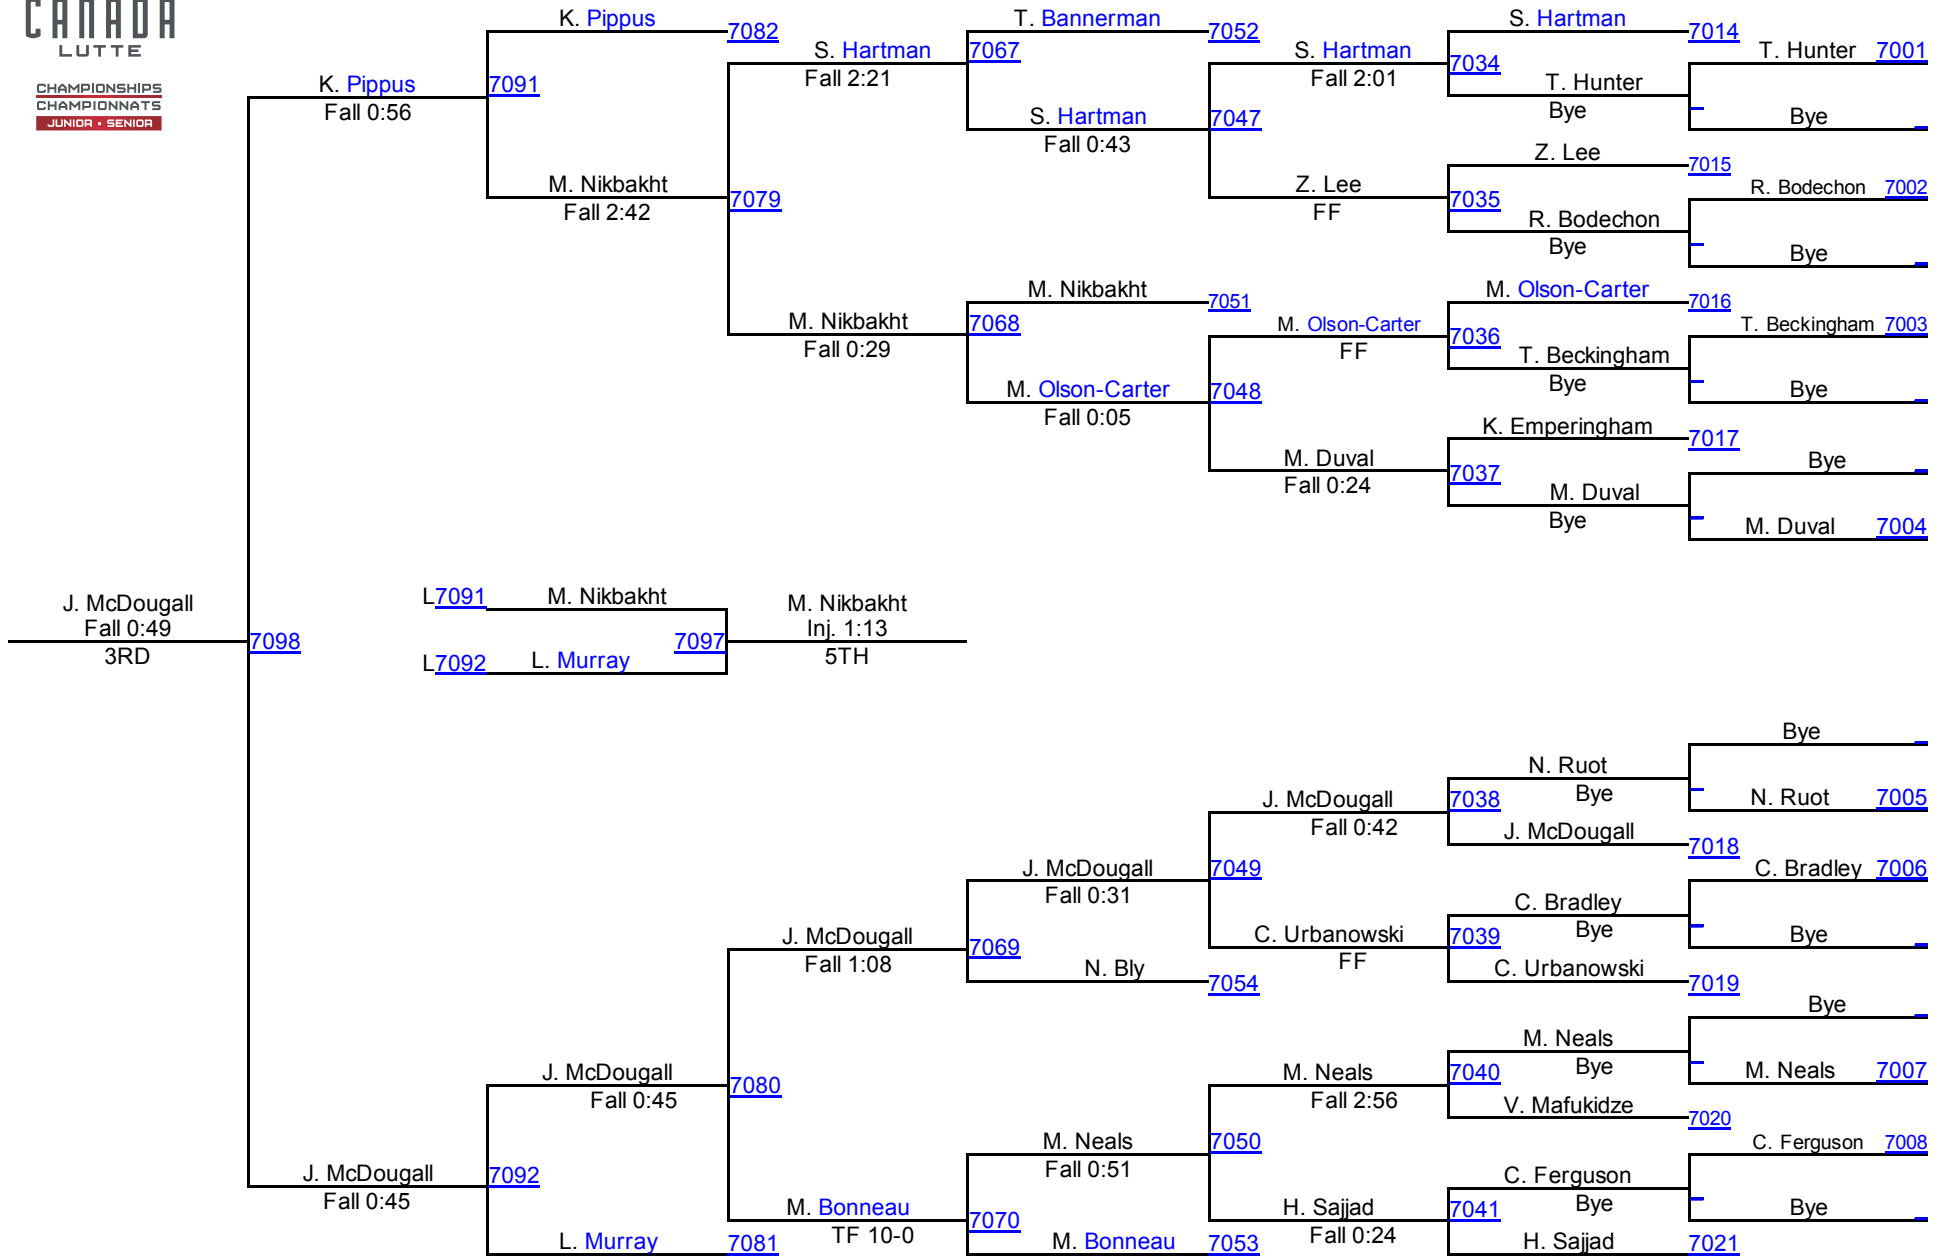 CANADA
LUTTE
CHAMPIONSHIPS
CHAMPIONNATS
JUNIOR • SENIOR
K. Pippus
7082
T. Bannerman
7052
S. Hartman
7014
T. Hunter 7001
S. Hartman
Fall 2:21
7067
S. Hartman
Fall 2:01
7034
T. Hunter
Bye
Bye
K. Pippus
Fall 0:56
7091
S. Hartman
Fall 0:43
7047
Z. Lee
7015
R. Bodechon 7002
M. Nikbakht
Fall 2:42
7079
Z. Lee
FF
7035
R. Bodechon
Bye
Bye
M. Nikbakht
7051
M. Olson-Carter
7016
T. Beckingham 7003
M. Nikbakht
Fall 0:29
7068
M. Olson-Carter
FF
7036
T. Beckingham
Bye
Bye
M. Olson-Carter
Fall 0:05
7048
K. Emperingham
7017
Bye
M. Duval
Fall 0:24
7037
M. Duval
Bye
M. Duval 7004
J. McDougall
Fall 0:49
3RD
7098
L7091 M. Nikbakht
L7092 L. Murray
7097
M. Nikbakht
Inj. 1:13
5TH
Bye
N. Ruot
Bye
N. Ruot 7005
J. McDougall
Fall 0:42
7038
J. McDougall
7018
C. Bradley 7006
J. McDougall
Fall 0:31
7049
C. Bradley
Bye
Bye
C. Urbanowski
FF
7039
C. Urbanowski
7019
J. McDougall
Fall 1:08
7069
N. Bly
7054
Bye
M. Neals
Bye
M. Neals 7007
J. McDougall
Fall 0:45
7080
M. Neals
Fall 2:56
7040
V. Mafukidze
7020
C. Ferguson 7008
M. Neals
Fall 0:51
7050
C. Ferguson
Bye
Bye
J. McDougall
Fall 0:45
7092
M. Bonneau
TF 10-0
7070
H. Sajjad
Fall 0:24
7041
L. Murray
7081
M. Bonneau
7053
H. Sajjad
7021